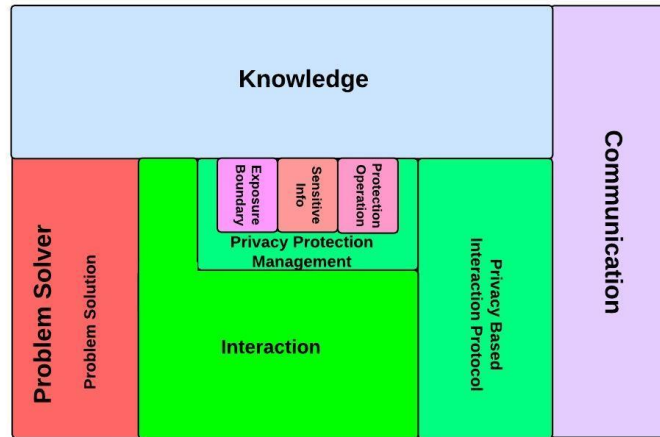 Knowledge
Communication
Problem Solver
Problem Solution
Exposure
Boundary
Sensitive
Info
Protection
Operation
Privacy Protection
Management
Interaction
Privacy Based
Interaction Protocol